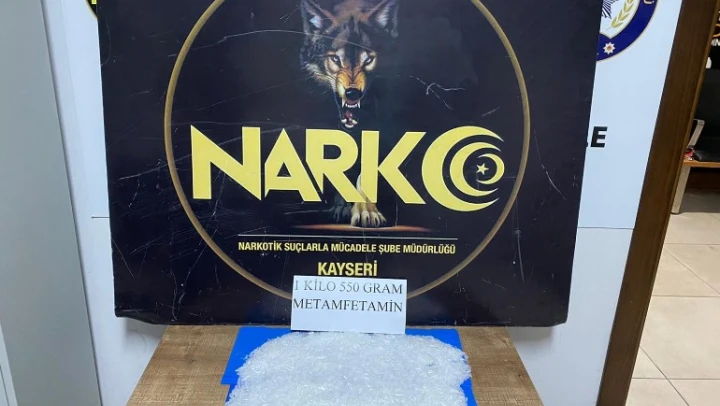 NARKO
NARKOTİK SUÇLARLA MÜCADELE ŞUBE MÜDÜRLÜĞÜ
KAYSERİ
1 KİLO 550 GRAM
METAMFETAMİN